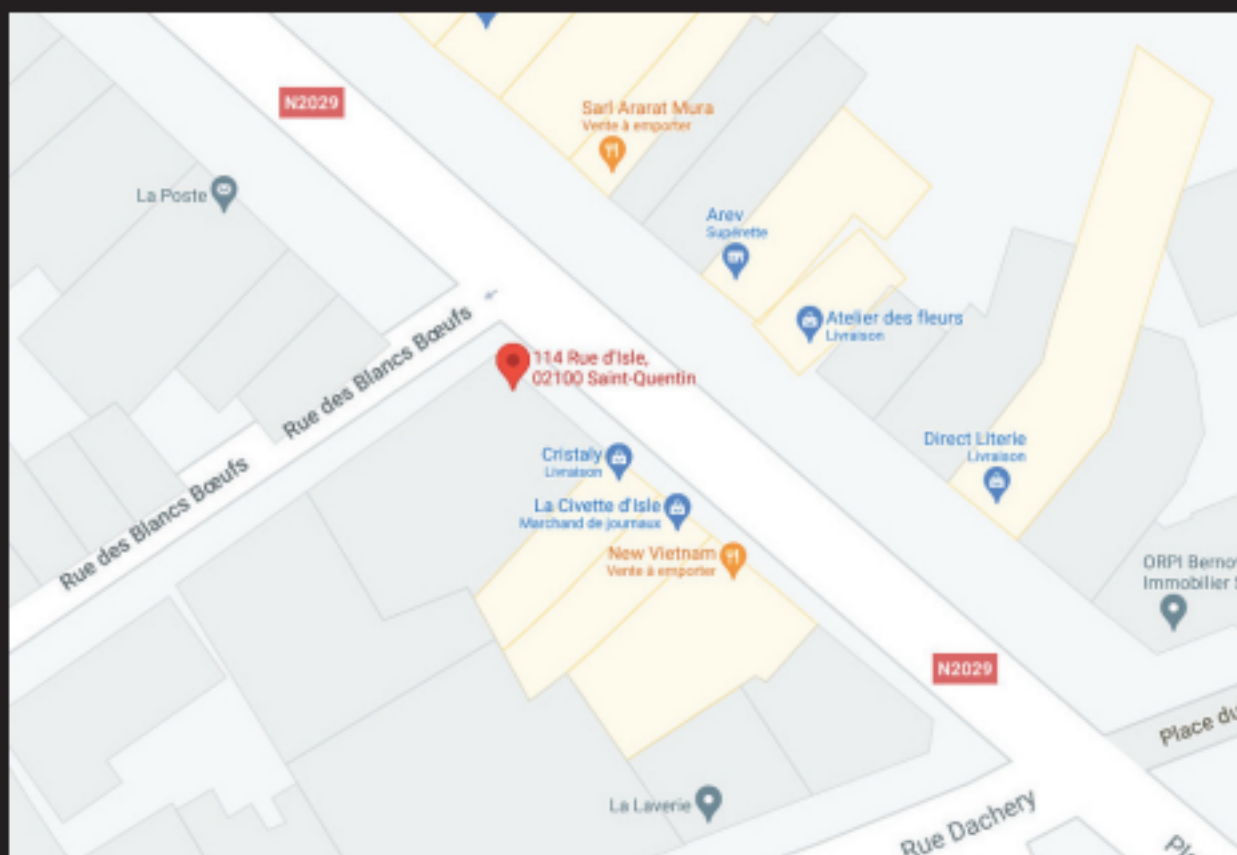 N2029
Sarl Ararat Mura
Vente à emporter
La Poste
Arev
Supérette
Atelier des fleurs
Livraison
Rue des Blancs Bœufs
114 Rue d'Isle,
02100 Saint-Quentin
Direct Literie
Livraison
Cristaly
Livraison
La Civette d'Isle
Marchand de journaux
Rue des Blancs Bœufs
New Vietnam
Vente à emporter
ORPI Berno
Immobilier S
N2029
Place du
La Laverie
Rue Dachery